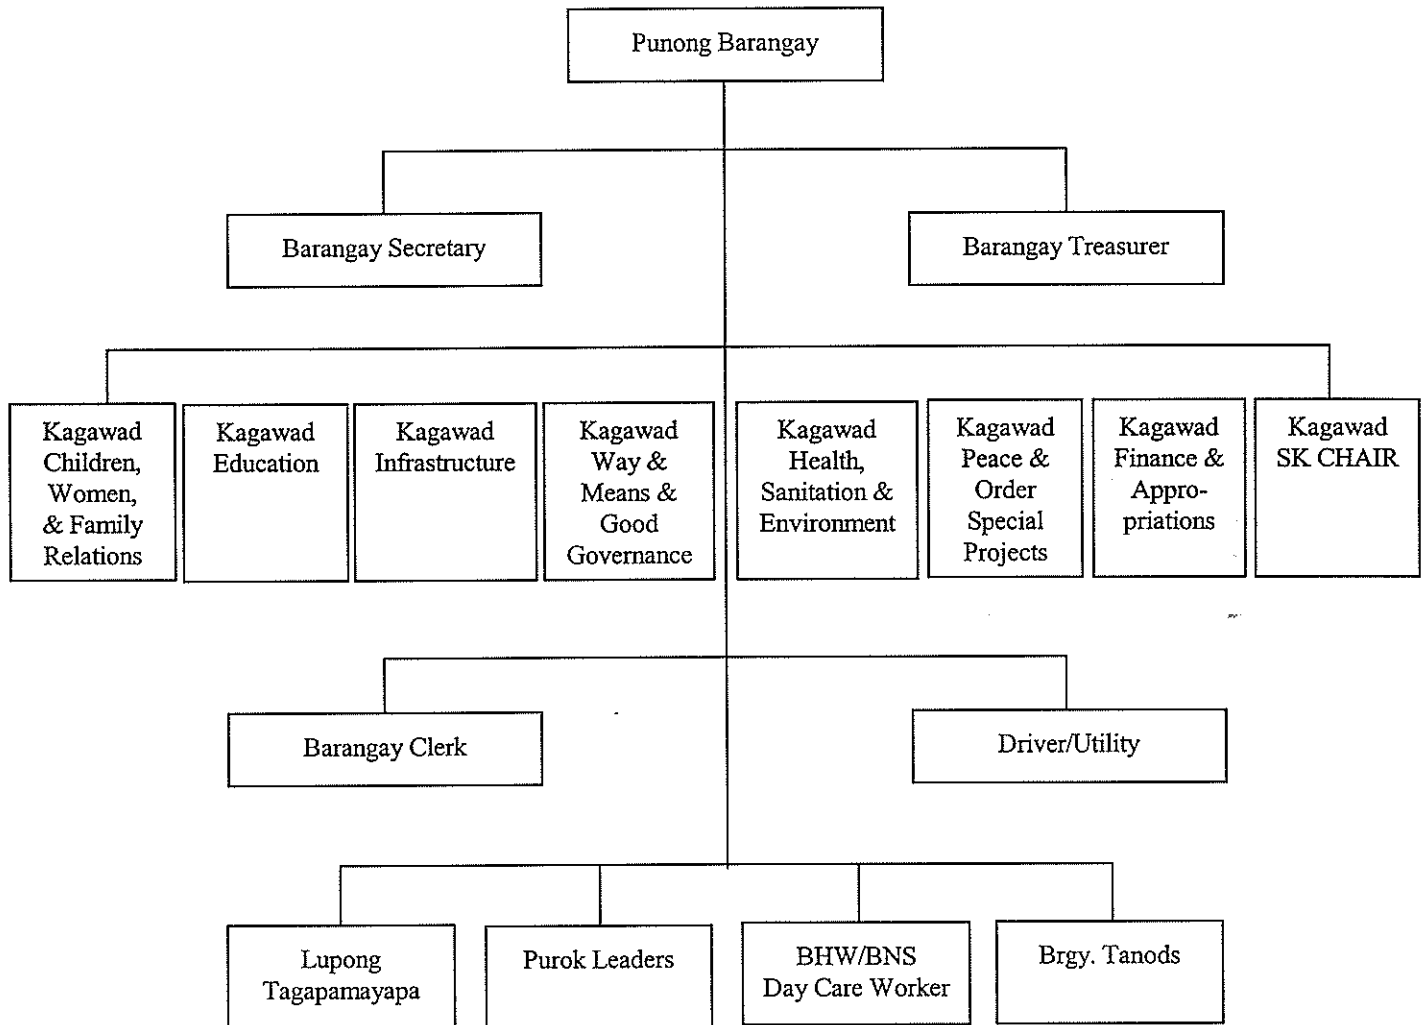 Punong Barangay
Barangay Secretary
Barangay Treasurer
Kagawad
Children,
Women,
& Family
Relations
Kagawad
Education
Kagawad
Infrastructure
Kagawad
Way &
Means &
Good
Governance
Kagawad
Health,
Sanitation &
Environment
Kagawad
Peace &
Order
Special
Projects
Kagawad
Finance &
Appro-
priations
Kagawad
SK CHAIR
Barangay Clerk
Driver/Utility
Lupong
Tagapamayapa
Purok Leaders
BHW/BNS
Day Care Worker
Brgy. Tanods